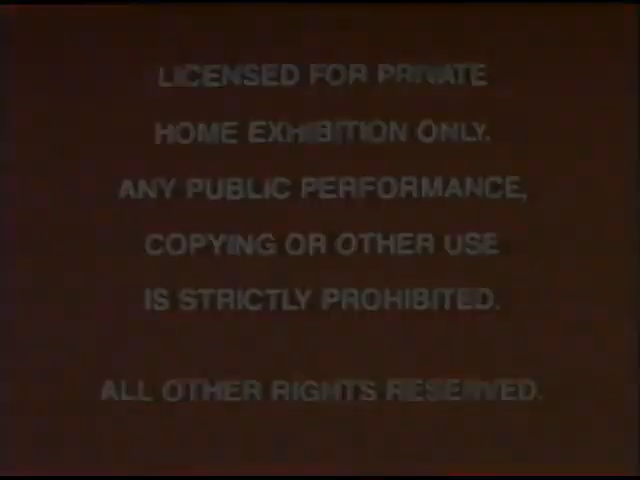 LICENSED FOR PRIVATE
HOME EXHIBITION ONLY.
ANY PUBLIC PERFORMANCE,
COPYING OR OTHER USE
IS STRICTLY PROHIBITED.
ALL OTHER RIGHTS RESERVED.